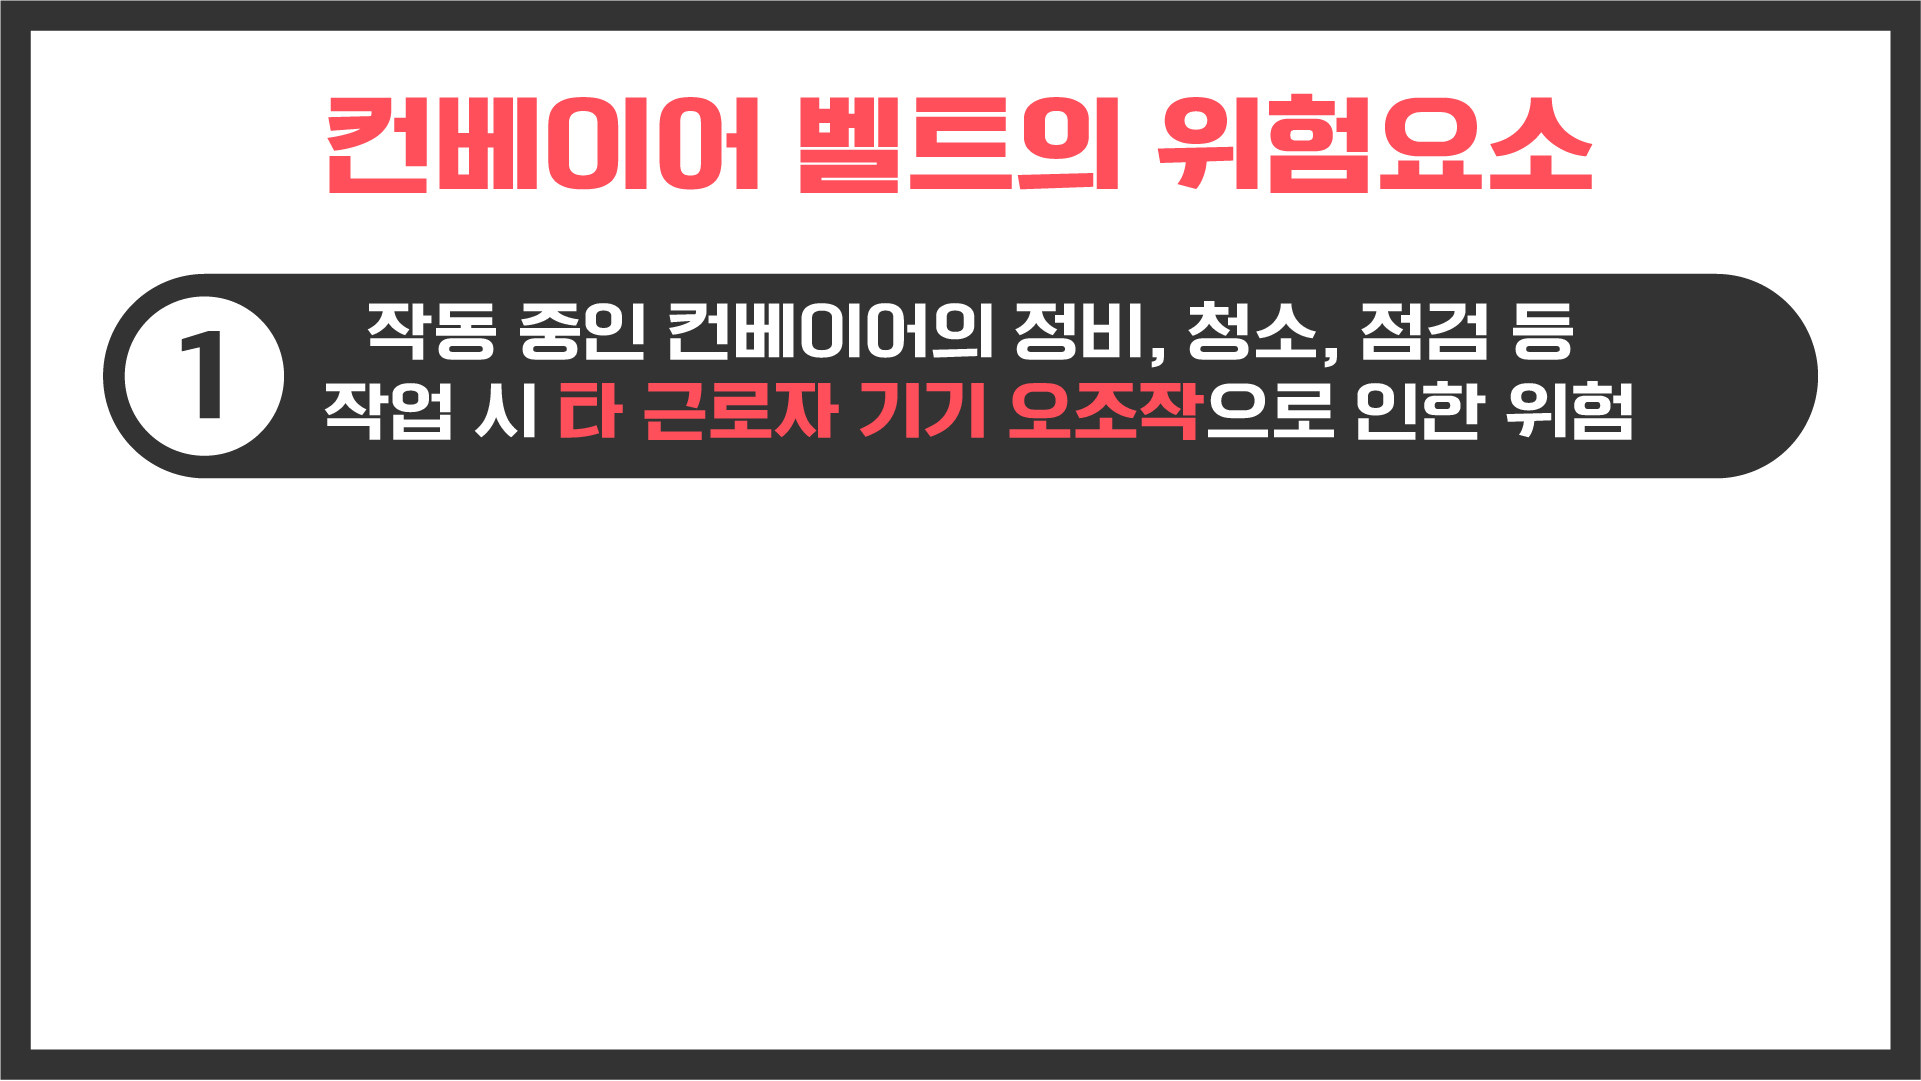 컨베이어 벨트의 위험요소
1
작동 중인 컨베이어의 정비, 청소, 점검 등
작업 시 타 근로자 기기 오조작으로 인한 위험